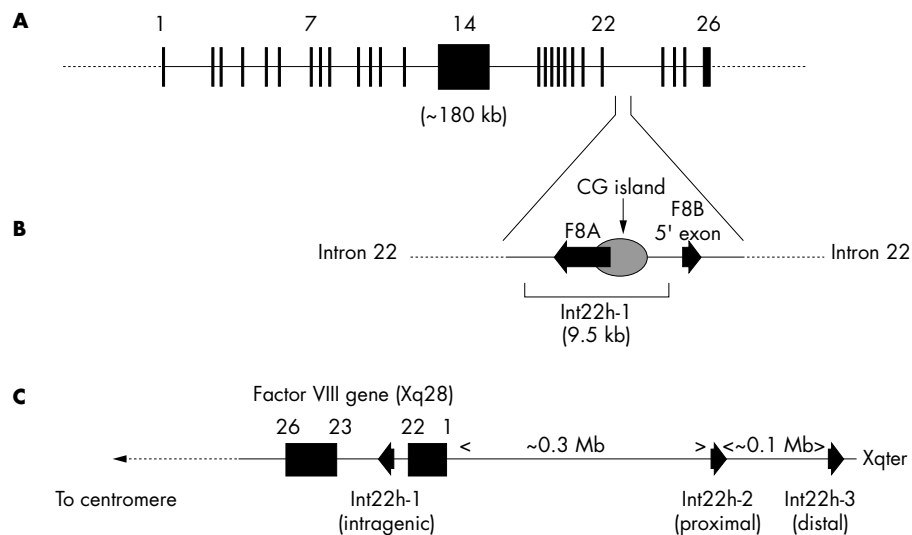 A
1 7 14 22 26
(~180 kb)
CG island
B
F8A
F8B
5' exon
Intron 22
Intron 22
Int22h-1
(9.5 kb)
C
Factor VIII gene (Xq28)
26 23 22 1
< ~0.3 Mb > <~0.1 Mb>
Xqter
To centromere
Int22h-1
(intragenic)
Int22h-2
(proximal)
Int22h-3
(distal)